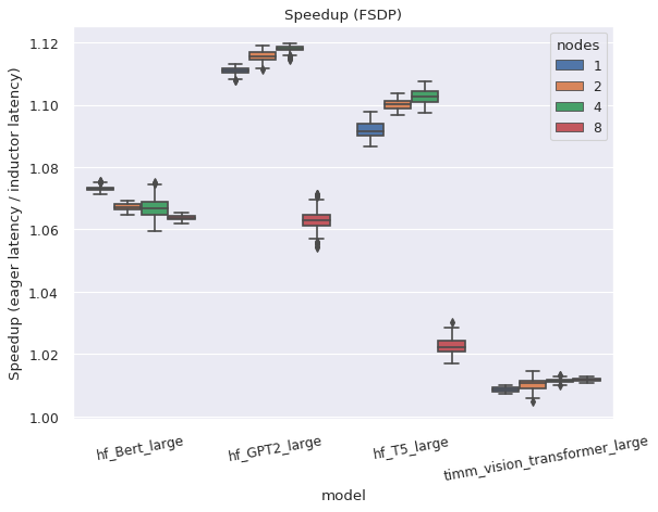 Speedup (FSDP)
Speedup (eager latency / inductor latency)
1.12
1.10
1.08
1.06
1.04
1.02
1.00
nodes
1
2
4
8
hf_Bert_large
hf_GPT2_large
hf_T5_large
timm_vision_transformer_large
model